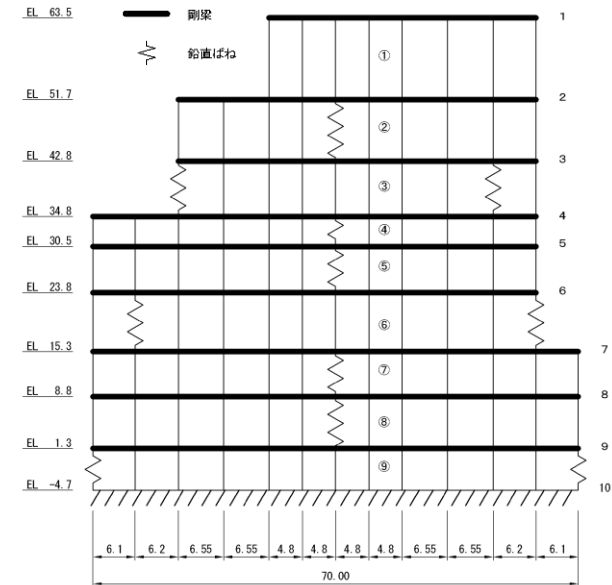 EL 63.5 剛梁 1
鉛直ばね
①
EL 51.7 2
②
EL 42.8 3
③
EL 34.8 4
④
EL 30.5 5
⑤
EL 23.8 6
⑥
EL 15.3 7
⑦
EL 8.8 8
⑧
EL 1.3 9
⑨
EL -4.7 10
6.1 6.2 6.55 6.55 4.8 4.8 4.8 4.8 6.55 6.55 6.2 6.1
70.00